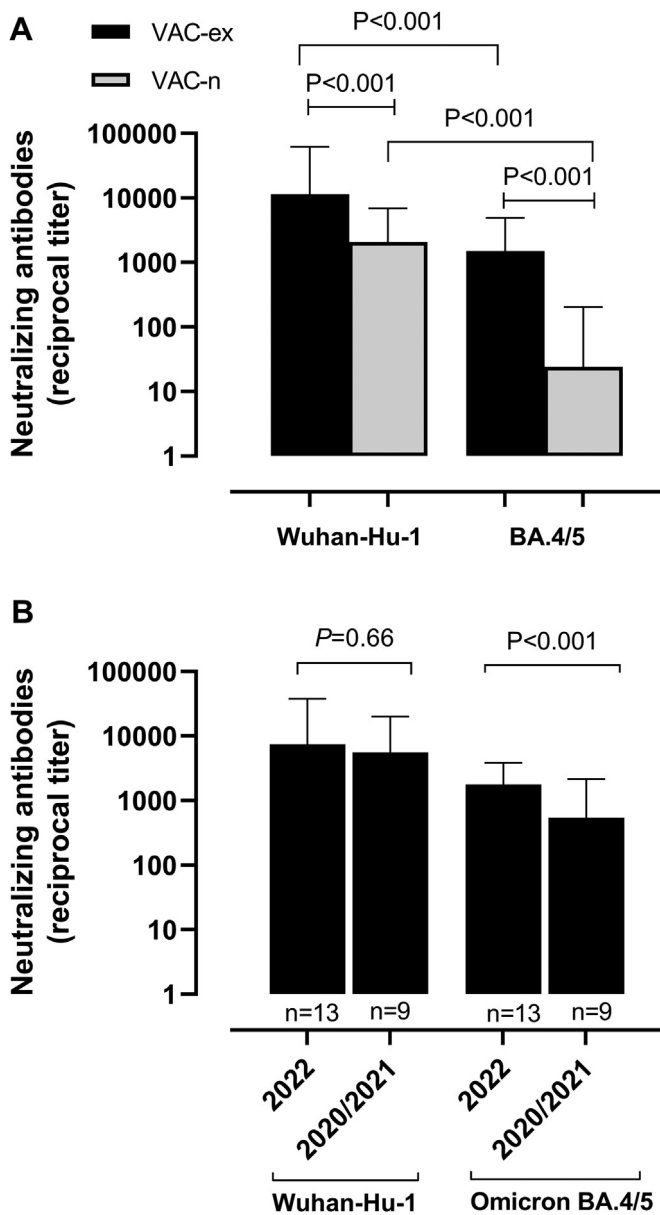 A
VAC-ex
VAC-n
P<0.001
P<0.001
P<0.001
P<0.001
Neutralizing antibodies
(reciprocal titer)
100000
10000
1000
100
10
1
Wuhan-Hu-1
BA.4/5
B
P=0.66
P<0.001
Neutralizing antibodies
(reciprocal titer)
100000
10000
1000
100
10
1
n=13
n=9
n=13
n=9
2022
2020/2021
2022
2020/2021
Wuhan-Hu-1
Omicron BA.4/5